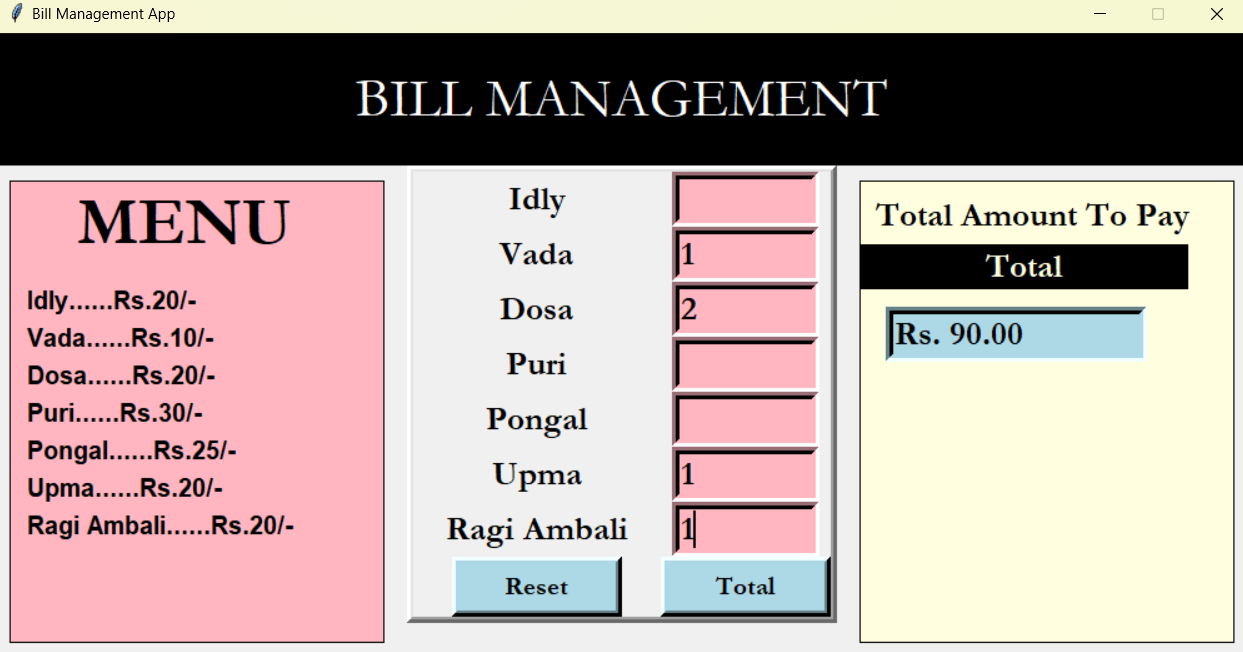 Bill Management App
BILL MANAGEMENT
MENU
Idly......Rs.20/-
Vada......Rs.10/-
Dosa......Rs.20/-
Puri......Rs.30/-
Pongal......Rs.25/-
Upma......Rs.20/-
Ragi Ambali......Rs.20/-
Idly
Vada 1
Dosa 2
Puri
Pongal
Upma 1
Ragi Ambali 1
Reset Total
Total Amount To Pay
Total
Rs. 90.00